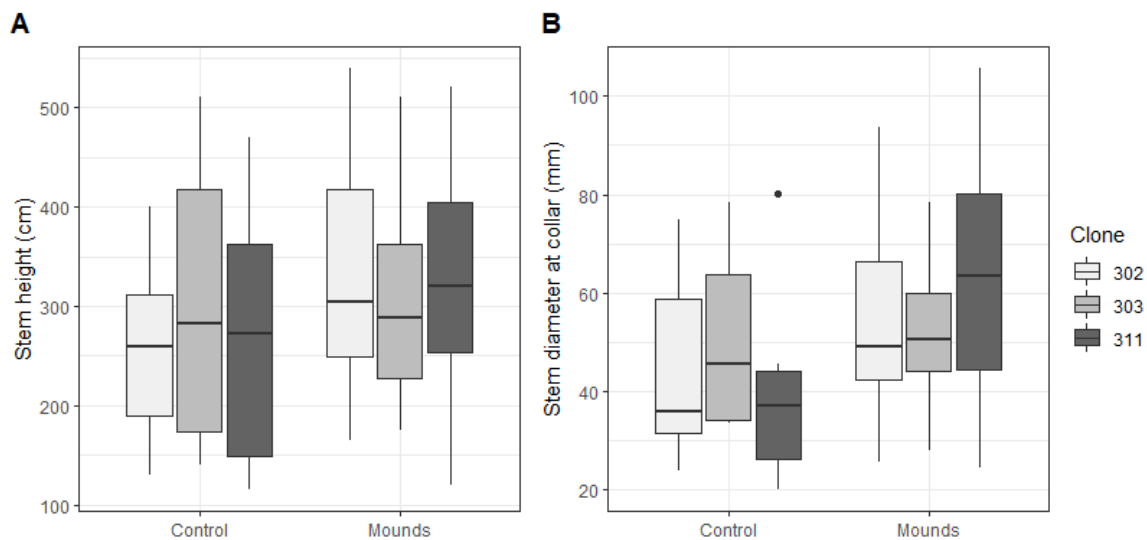 A
Stem height (cm)
500
400
300
200
100
Control
Mounds
B
Stem diameter at collar (mm)
100
80
60
40
20
Control
Mounds
Clone
302
303
311